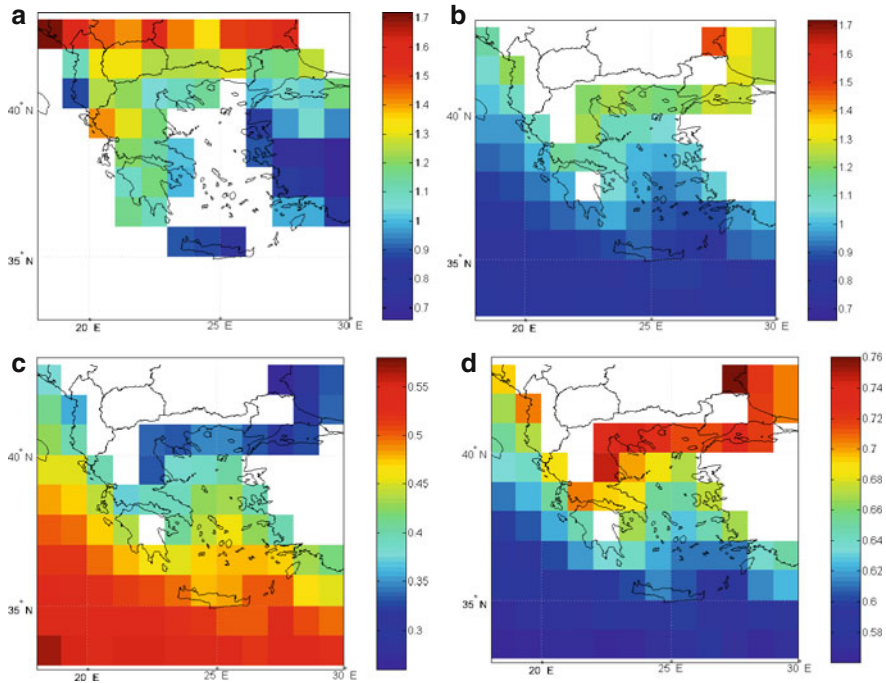 a
40°
35° N
20° E
25° E
30° E
1.7
1.6
1.5
1.4
1.3
1.2
1.1
1
0.9
0.8
0.7
b
40°
35° N
20° E
25° E
30° E
1.7
1.6
1.5
1.4
1.3
1.2
1.1
1
0.9
0.8
0.7
c
40°N
35° N
20° E
25° E
30° E
0.55
0.5
0.45
0.4
0.35
0.3
d
40° N
35° N
20° E
25° E
30° E
0.76
0.74
0.72
0.7
0.68
0.66
0.64
0.62
0.6
0.58